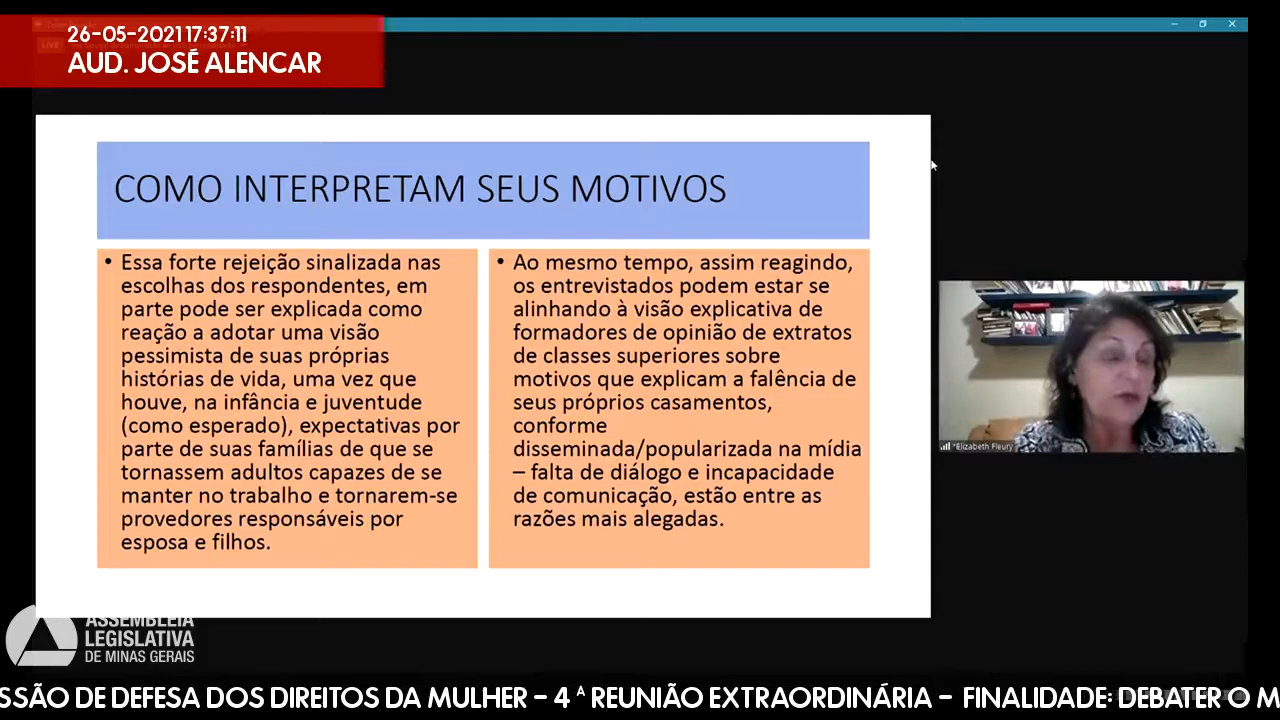 26-05-2021 17:37:11
AUD. JOSÉ ALENCAR
COMO INTERPRETAM SEUS MOTIVOS
• Essa forte rejeição sinalizada nas
escolhas dos respondentes, em
parte pode ser explicada como
reação a adotar uma visão
pessimista de suas próprias
histórias de vida, uma vez que
houve, na infância e juventude
(como esperado), expectativas por
parte de suas famílias de que se
tornassem adultos capazes de se
manter no trabalho e tornarem-se
provedores responsáveis por
esposa e filhos.
• Ao mesmo tempo, assim reagindo,
os entrevistados podem estar se
alinhando à visão explicativa de
formadores de opinião de extratos
de classes superiores sobre
motivos que explicam a falência de
seus próprios casamentos,
conforme
disseminada/popularizada na mídia
– falta de diálogo e incapacidade
de comunicação, estão entre as
razões mais alegadas.
*Elizabeth Fleury
ASSEMBLEIA
LEGISLATIVA
DE MINAS GERAIS
SSÃO DE DEFESA DOS DIREITOS DA MULHER - 4 ª REUNIÃO EXTRAORDINÁRIA - FINALIDADE: DEBATER O M